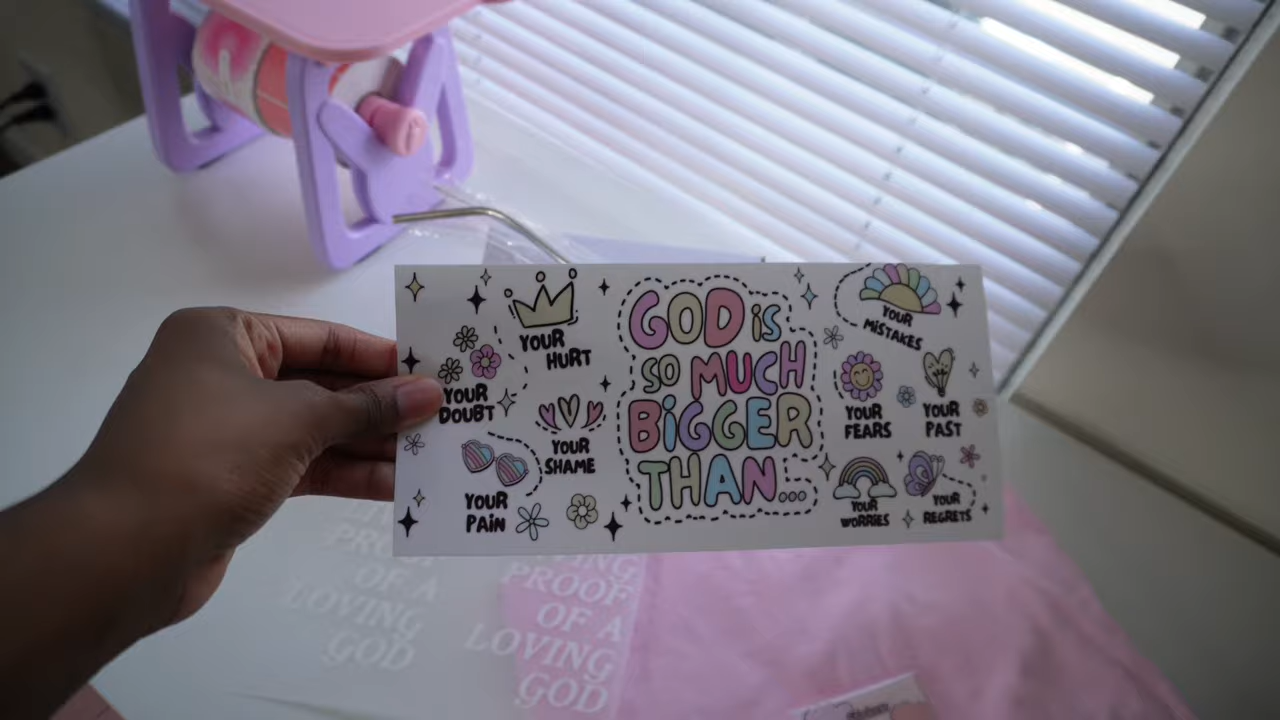 YOUR
HURT
YOUR
DOUBT
YOUR
SHAME
YOUR
PAiN
GOD iS
SO MUCH
BiGGER
THAN...
YOUR
MiSTAKES
YOUR
FEARS
YOUR
PAST
YOUR
WORRIES
YOUR
REGRETS
PROOF
OF A
LOVING
GOD
PROOF
OF A
LOVING
GOD